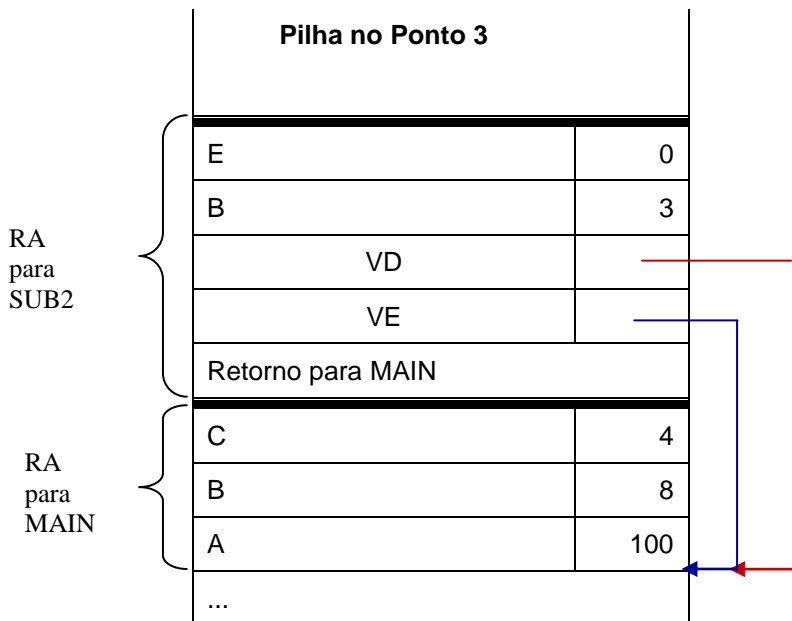 Pilha no Ponto 3
RA
para
SUB2
E 0
B 3
VD
VE
Retorno para MAIN
RA
para
MAIN
C 4
B 8
A 100
...